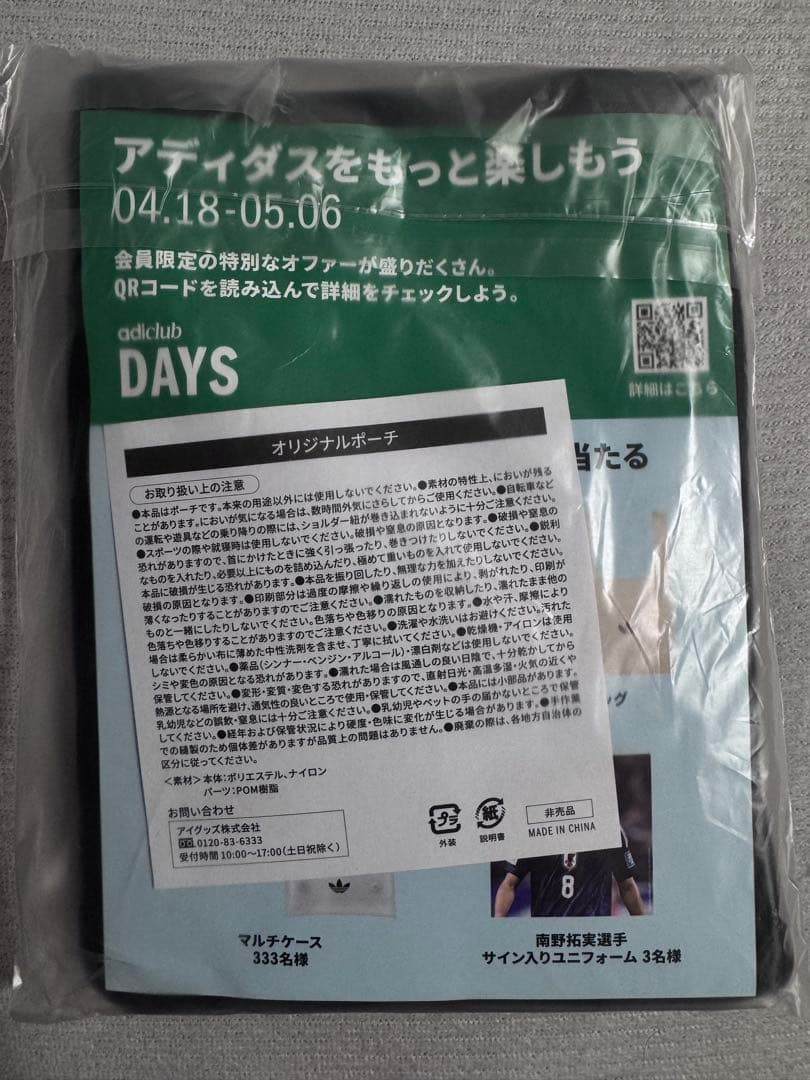 アディダスをもっと楽しもう
04.18-05.06
会員限定の特別なオファーが盛りだくさん。
QRコードを読み込んで詳細をチェックしよう。
adiclub
DAYS
詳細はこちら
当たる
オリジナルポーチ
お取り扱い上の注意
●本品はポーチです。本来の用途以外には使用しないでください。●素材の特性上、においが残る
ことがあります。においが気になる場合は、数時間外気にさらしてからご使用ください。●自転車など
の運転や遊具などの乗り降りの際には、ショルダー紐が巻き込まれないように十分ご注意ください。
●スポーツの際や就寝時は使用しないでください。破損や窒息の原因となります。●破損や窒息の
恐れがありますので、首にかけたときに強く引っ張ったり、巻きつけたりしないでください。●鋭利
なものを入れたり、必要以上にものを詰め込んだり、極めて重いものを入れて使用しないでください。
本品に破損が生じる恐れがあります。●本品を振り回したり、無理な力を加えたりしないでください。
破損の原因となります。●印刷部分は過度の摩擦や繰り返しの使用により、剥がれたり、印刷が
薄くなったりすることがありますのでご注意ください。●濡れたものを収納したり、濡れたまま他の
ものと一緒にしたりしないでください。色落ちや色移りの原因となります。●水や汗、摩擦により
色落ちや色移りすることがありますのでご注意ください。●洗濯や水洗いはお避けください。汚れた
場合は柔らかい布に薄めた中性洗剤を含ませ、丁寧に拭いてください。●乾燥機・アイロンは使用
しないでください。●薬品(シンナー・ベンジン・アルコール)・漂白剤などは使用しないでください。
シミや変色の原因となる恐れがあります。●濡れた場合は風通しの良い日陰で、十分乾かしてから
保管してください。●変形・変質・変色する恐れがありますので、直射日光・高温多湿・火気の近くや
熱源となる場所を避け、通気性の良いところで使用・保管してください。●本品には小部品があります。
乳幼児などの誤飲・窒息には十分ご注意ください。●乳幼児やペットの手の届かないところで保管
してください。●経年および保管状況により硬度・色味に変化が生じる場合があります。●手作業
での縫製のため個体差がありますが品質上の問題はありません。●廃棄の際は、各地方自治体の
区分に従ってください。
<素材>本体:ポリエステル、ナイロン
パーツ:POM樹脂
お問い合わせ
アイグッズ株式会社
0120-83-6333
受付時間 10:00～17:00(土日祝除く)
プラ
外装
紙
説明書
非売品
MADE IN CHINA
ッグ
8
マルチケース
333名様
南野拓実選手
サイン入りユニフォーム 3名様